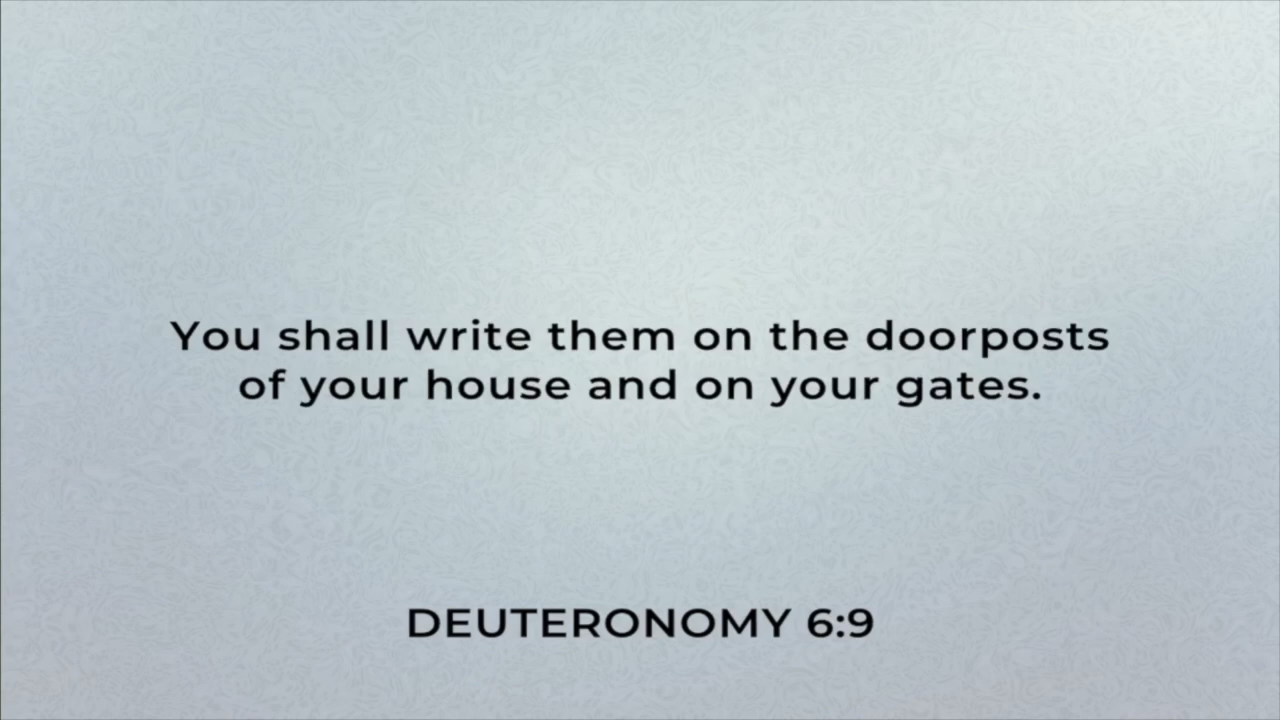 You shall write them on the doorposts
of your house and on your gates.
DEUTERONOMY 6:9